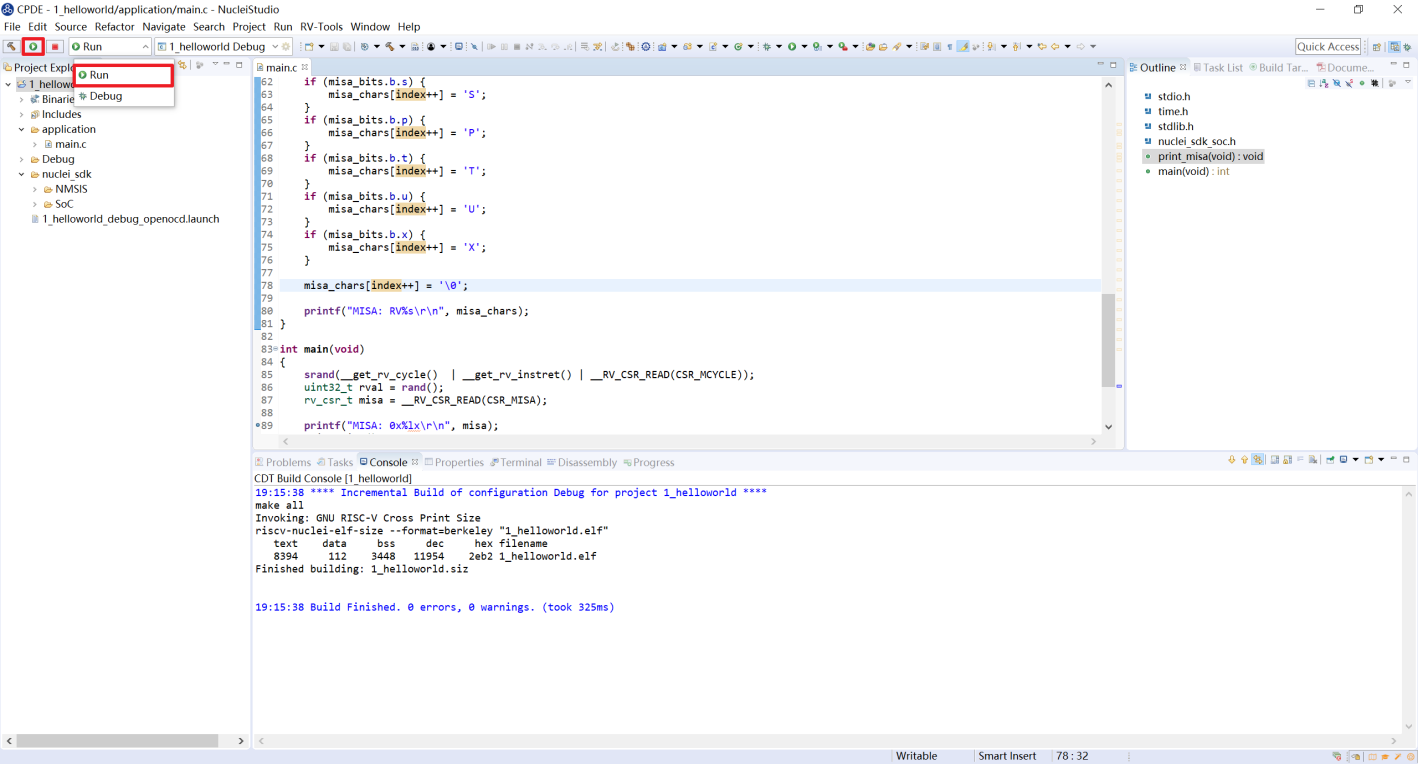 CPDE - 1_helloworld/application/main.c - NucleiStudio
File Edit Source Refactor Navigate Search Project Run RV-Tools Window Help
Run
1_helloworld Debug
Quick Access
Project Explo
Run
Debug
1_hellowo
Binarie
Includes
application
main.c
Debug
nuclei_sdk
NMSIS
SoC
1_helloworld_debug_openocd.launch
main.c
62 if (misa_bits.b.s) {
63 misa_chars[index++] = 'S';
64 }
65 if (misa_bits.b.p) {
66 misa_chars[index++] = 'P';
67 }
68 if (misa_bits.b.t) {
69 misa_chars[index++] = 'T';
70 }
71 if (misa_bits.b.u) {
72 misa_chars[index++] = 'U';
73 }
74 if (misa_bits.b.x) {
75 misa_chars[index++] = 'X';
76 }
77
78 misa_chars[index++] = '\0';
79
80 printf("MISA: RV%s\r\n", misa_chars);
81 }
82
83 int main(void)
84 {
85 srand(__get_rv_cycle() | __get_rv_instret() | __RV_CSR_READ(CSR_MCYCLE));
86 uint32_t rval = rand();
87 rv_csr_t misa = __RV_CSR_READ(CSR_MISA);
88
89 printf("MISA: 0x%lx\r\n", misa);
Outline Task List Build Tar... Docume...
stdio.h
time.h
stdlib.h
nuclei_sdk_soc.h
print_misa(void) : void
main(void) : int
Problems Tasks Console Properties Terminal Disassembly Progress
CDT Build Console [1_helloworld]
19:15:38 **** Incremental Build of configuration Debug for project 1_helloworld ****
make all
Invoking: GNU RISC-V Cross Print Size
riscv-nuclei-elf-size --format=berkeley "1_helloworld.elf"
text data bss dec hex filename
8394 112 3448 11954 2eb2 1_helloworld.elf
Finished building: 1_helloworld.siz
19:15:38 Build Finished. 0 errors, 0 warnings. (took 325ms)
Writable
Smart Insert
78 : 32